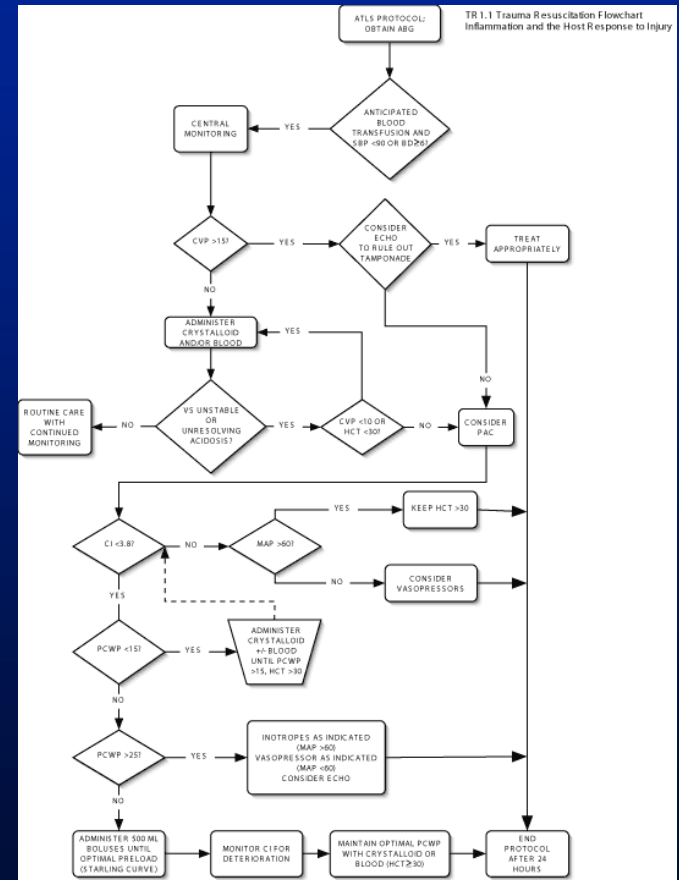 ATLS PROTOCOL;
OBTAIN ABG
TR 1.1 Trauma Resuscitation Flowchart
Inflammation and the Host Response to Injury
ANTICIPATED
BLOOD
TRANSFUSION AND
SBP <90 OR BD≥6?
YES
CENTRAL
MONITORING
CVP >15?
YES
CONSIDER
ECHO
TO RULE OUT
TAMPONADE
YES
TREAT
APPROPRIATELY
NO
ADMINISTER
CRYSTALLOID
AND/OR BLOOD
YES
NO
ROUTINE CARE
WITH
CONTINUED
MONITORING
NO
VS UNSTABLE
OR
UNRESOLVING
ACIDOSIS?
YES
CVP <10 OR
HCT <30?
NO
CONSIDER
PAC
CI <3.8?
NO
MAP >60?
YES
KEEP HCT >30
NO
CONSIDER
VASOPRESSORS
YES
PCWP <15?
YES
ADMINISTER
CRYSTALLOID
+/- BLOOD
UNTIL PCWP
>15, HCT >30
NO
PCWP >25?
YES
INOTROPES AS INDICATED
(MAP >60)
VASOPRESSOR AS INDICATED
(MAP <60)
CONSIDER ECHO
NO
ADMINISTER 500 ML
BOLUSES UNTIL
OPTIMAL PRELOAD
(STARLING CURVE)
MONITOR CI FOR
DETERIORATION
MAINTAIN OPTIMAL PCWP
WITH CRYSTALLOID OR
BLOOD (HCT≥30)
END
PROTOCOL
AFTER 24
HOURS